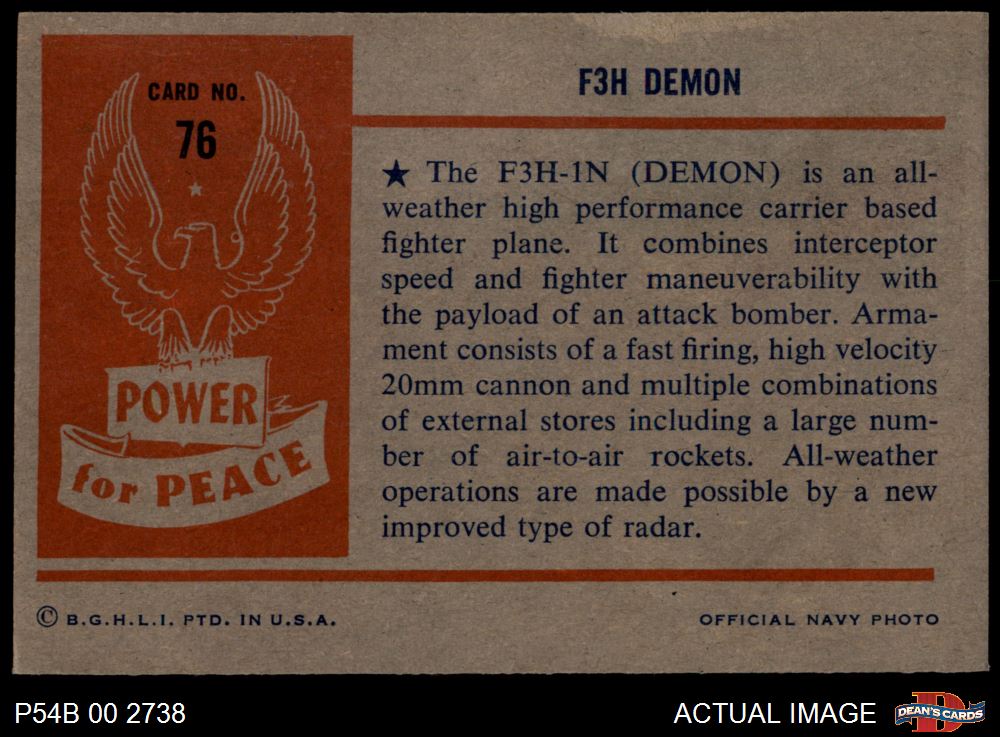 CARD NO.
76
POWER
for PEACE
F3H DEMON
★ The F3H-1N (DEMON) is an all-
weather high performance carrier based
fighter plane. It combines interceptor
speed and fighter maneuverability with
the payload of an attack bomber. Arma-
ment consists of a fast firing, high velocity
20mm cannon and multiple combinations
of external stores including a large num-
ber of air-to-air rockets. All-weather
operations are made possible by a new
improved type of radar.
© B.G.H.L.I. PTD. IN U.S.A.
OFFICIAL NAVY PHOTO
P54B 00 2738
ACTUAL IMAGE
D
DEAN'S CARDS